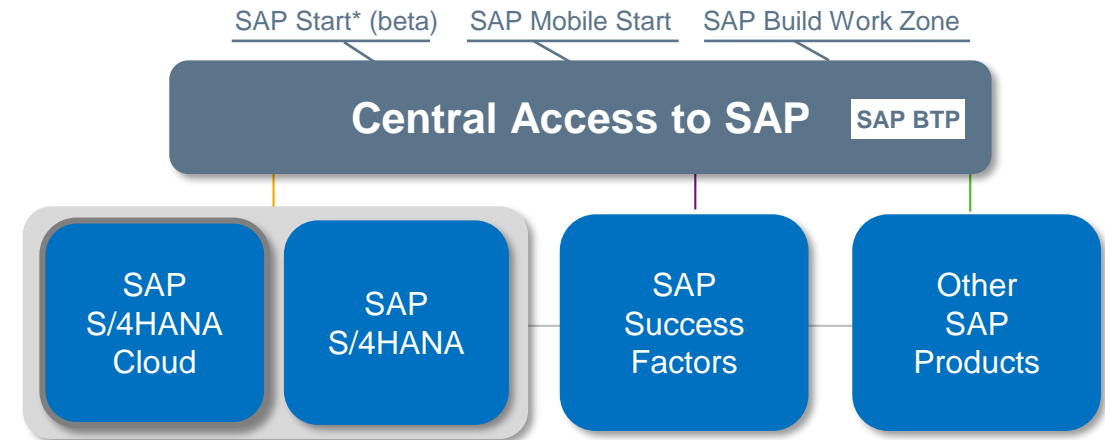 SAP Start* (beta) SAP Mobile Start SAP Build Work Zone
Central Access to SAP SAP BTP
SAP
S/4HANA
Cloud
SAP
S/4HANA
SAP
Success
Factors
Other
SAP
Products